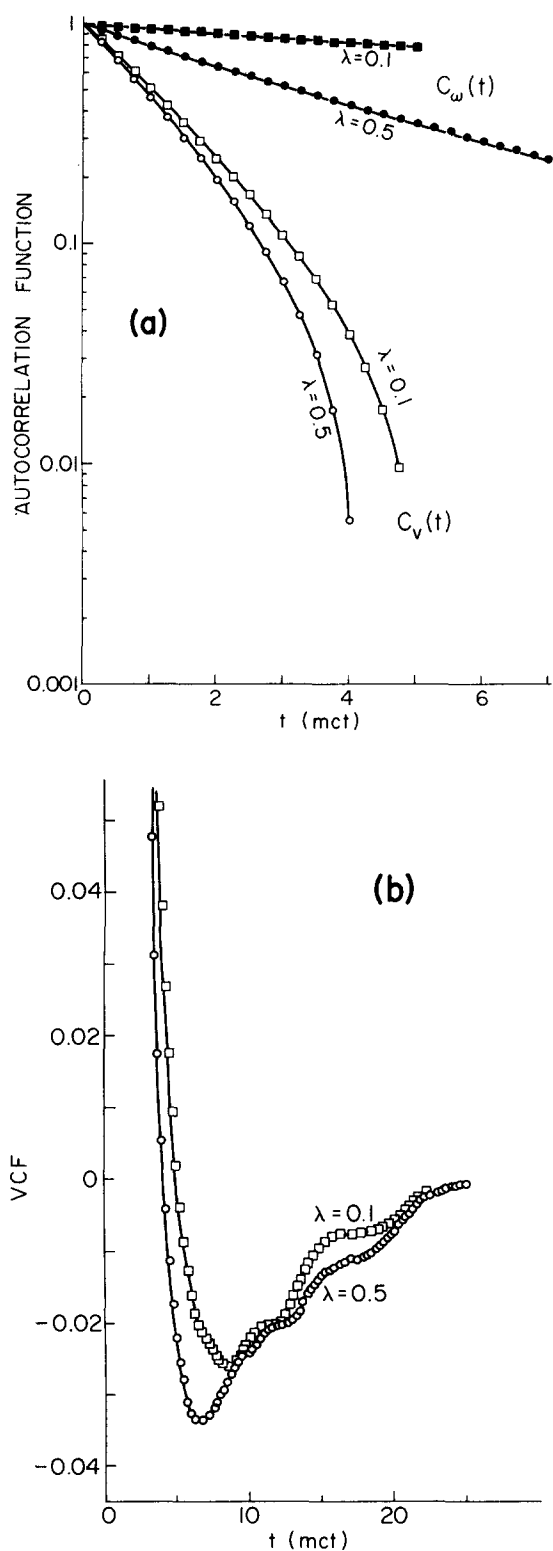 1
λ=0.1
C_ω(t)
λ=0.5
0.1
AUTOCORRELATION FUNCTION
(a)
λ=0.1
λ=0.5
0.01
C_v(t)
0.001
0 2 4 6
t (mct)
(b)
0.04
0.02
VCF
0
λ=0.1
λ=0.5
-0.02
-0.04
0 10 20
t (mct)